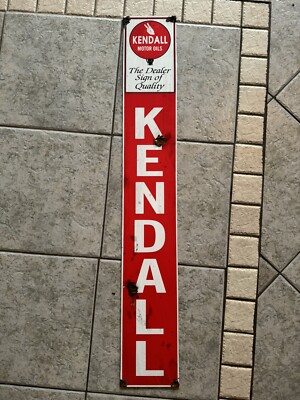 KENDALL
MOTOR OILS
The Dealer
Sign of
Quality
KENDALL